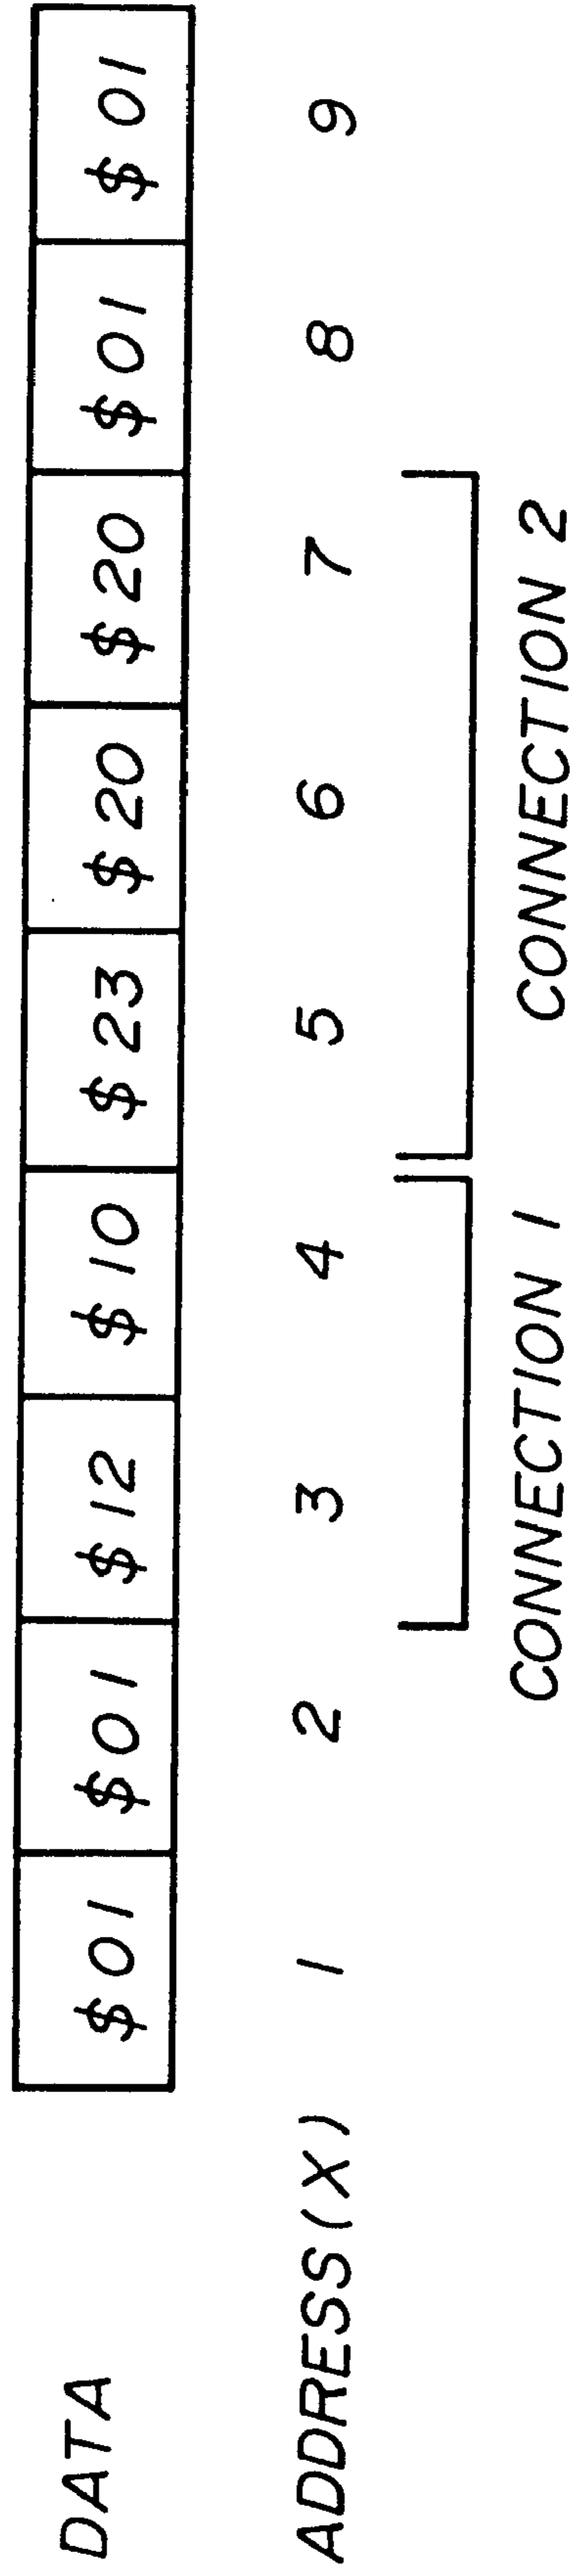 DATA $01 $01 $12 $10 $23 $20 $20 $01 $01
ADDRESS(X) 1 2 3 4 5 6 7 8 9
CONNECTION 1 CONNECTION 2